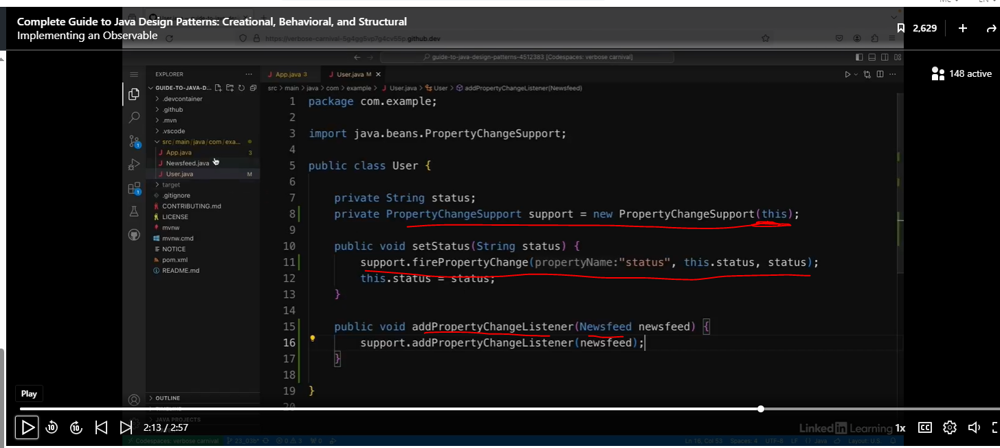 Complete Guide to Java Design Patterns: Creational, Behavioral, and Structural
Implementing an Observable
2,629
148 active
https://verbose-carnival-5g4gg5vp7g4cv55p.github.dev
guide-to-java-design-patterns-4512383 [Codespaces: verbose carnival]
EXPLORER
GUIDE-TO-JAVA-D...
.devcontainer
.github
.mvn
.vscode
src/main/java/com/exa...
App.java 3
Newsfeed.java
User.java M
target
.gitignore
CONTRIBUTING.md
LICENSE
mvnw
mvnw.cmd
NOTICE
pom.xml
README.md
OUTLINE
TIMELINE
JAVA PROJECTS
App.java 3
User.java M
src > main > java > com > example > User.java > User > addPropertyChangeListener(Newsfeed)
1 package com.example;
2
3 import java.beans.PropertyChangeSupport;
4
5 public class User {
6
7 private String status;
8 private PropertyChangeSupport support = new PropertyChangeSupport(this);
9
10 public void setStatus(String status) {
11 support.firePropertyChange(propertyName:"status", this.status, status);
12 this.status = status;
13 }
14
15 public void addPropertyChangeListener(Newsfeed newsfeed) {
16 support.addPropertyChangeListener(newsfeed);
17 }
18
19 }
20
Play
2:13 / 2:57
LinkedIn Learning
1x
CC
Codespaces: verbose carnival
23_03b*
0 3
0
Ln 16, Col 53
Spaces: 4
UTF-8
LF
Java
Layout: U.S.